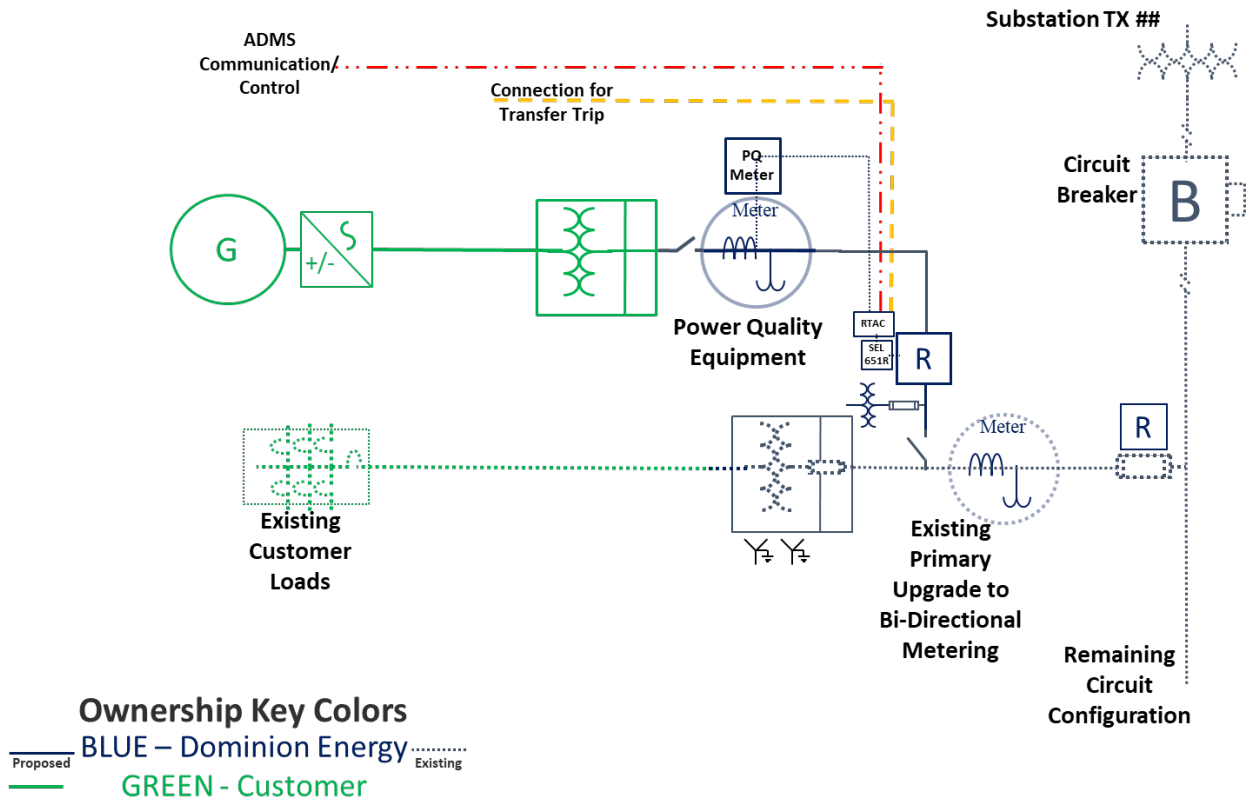 Substation TX ##
ADMS
Communication/
Control
Connection for
Transfer Trip
PQ
Meter
Circuit
Breaker
B
Meter
G
S
+/-
Power Quality
Equipment
RTAC
SEL
651R
R
R
Meter
Existing
Customer
Loads
Existing
Primary
Upgrade to
Bi-Directional
Metering
Remaining
Circuit
Configuration
Ownership Key Colors
BLUE – Dominion Energy
Proposed
Existing
GREEN - Customer